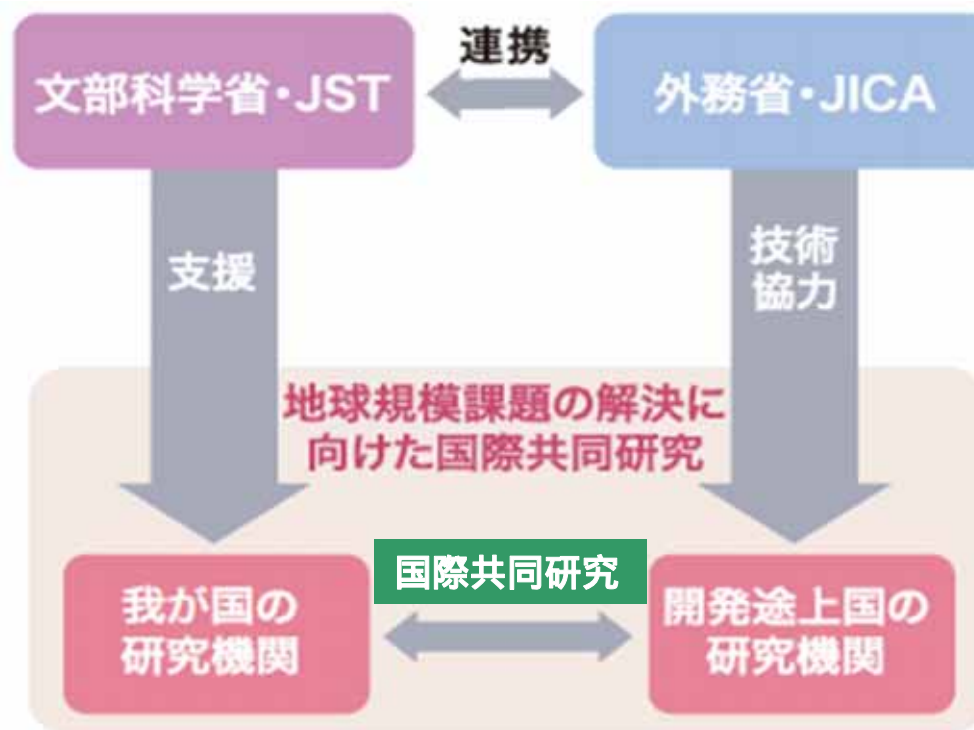 連携
文部科学省・JST
外務省・JICA
支援
技術
協力
地球規模課題の解決に
向けた国際共同研究
国際共同研究
我が国の
研究機関
開発途上国の
研究機関